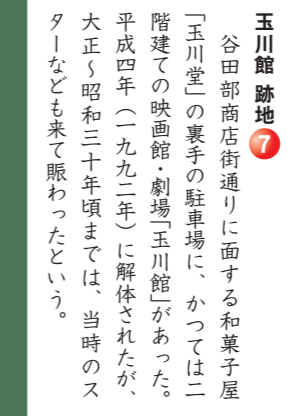 玉川館 跡地 7
谷田部商店街通りに面する和菓子屋
「玉川堂」の裏手の駐車場に、かつては二
階建ての映画館・劇場「玉川館」があった。
平成四年（一九九二年）に解体されたが、
大正～昭和三十年頃までは、当時のス
ターなども来て賑わったという。